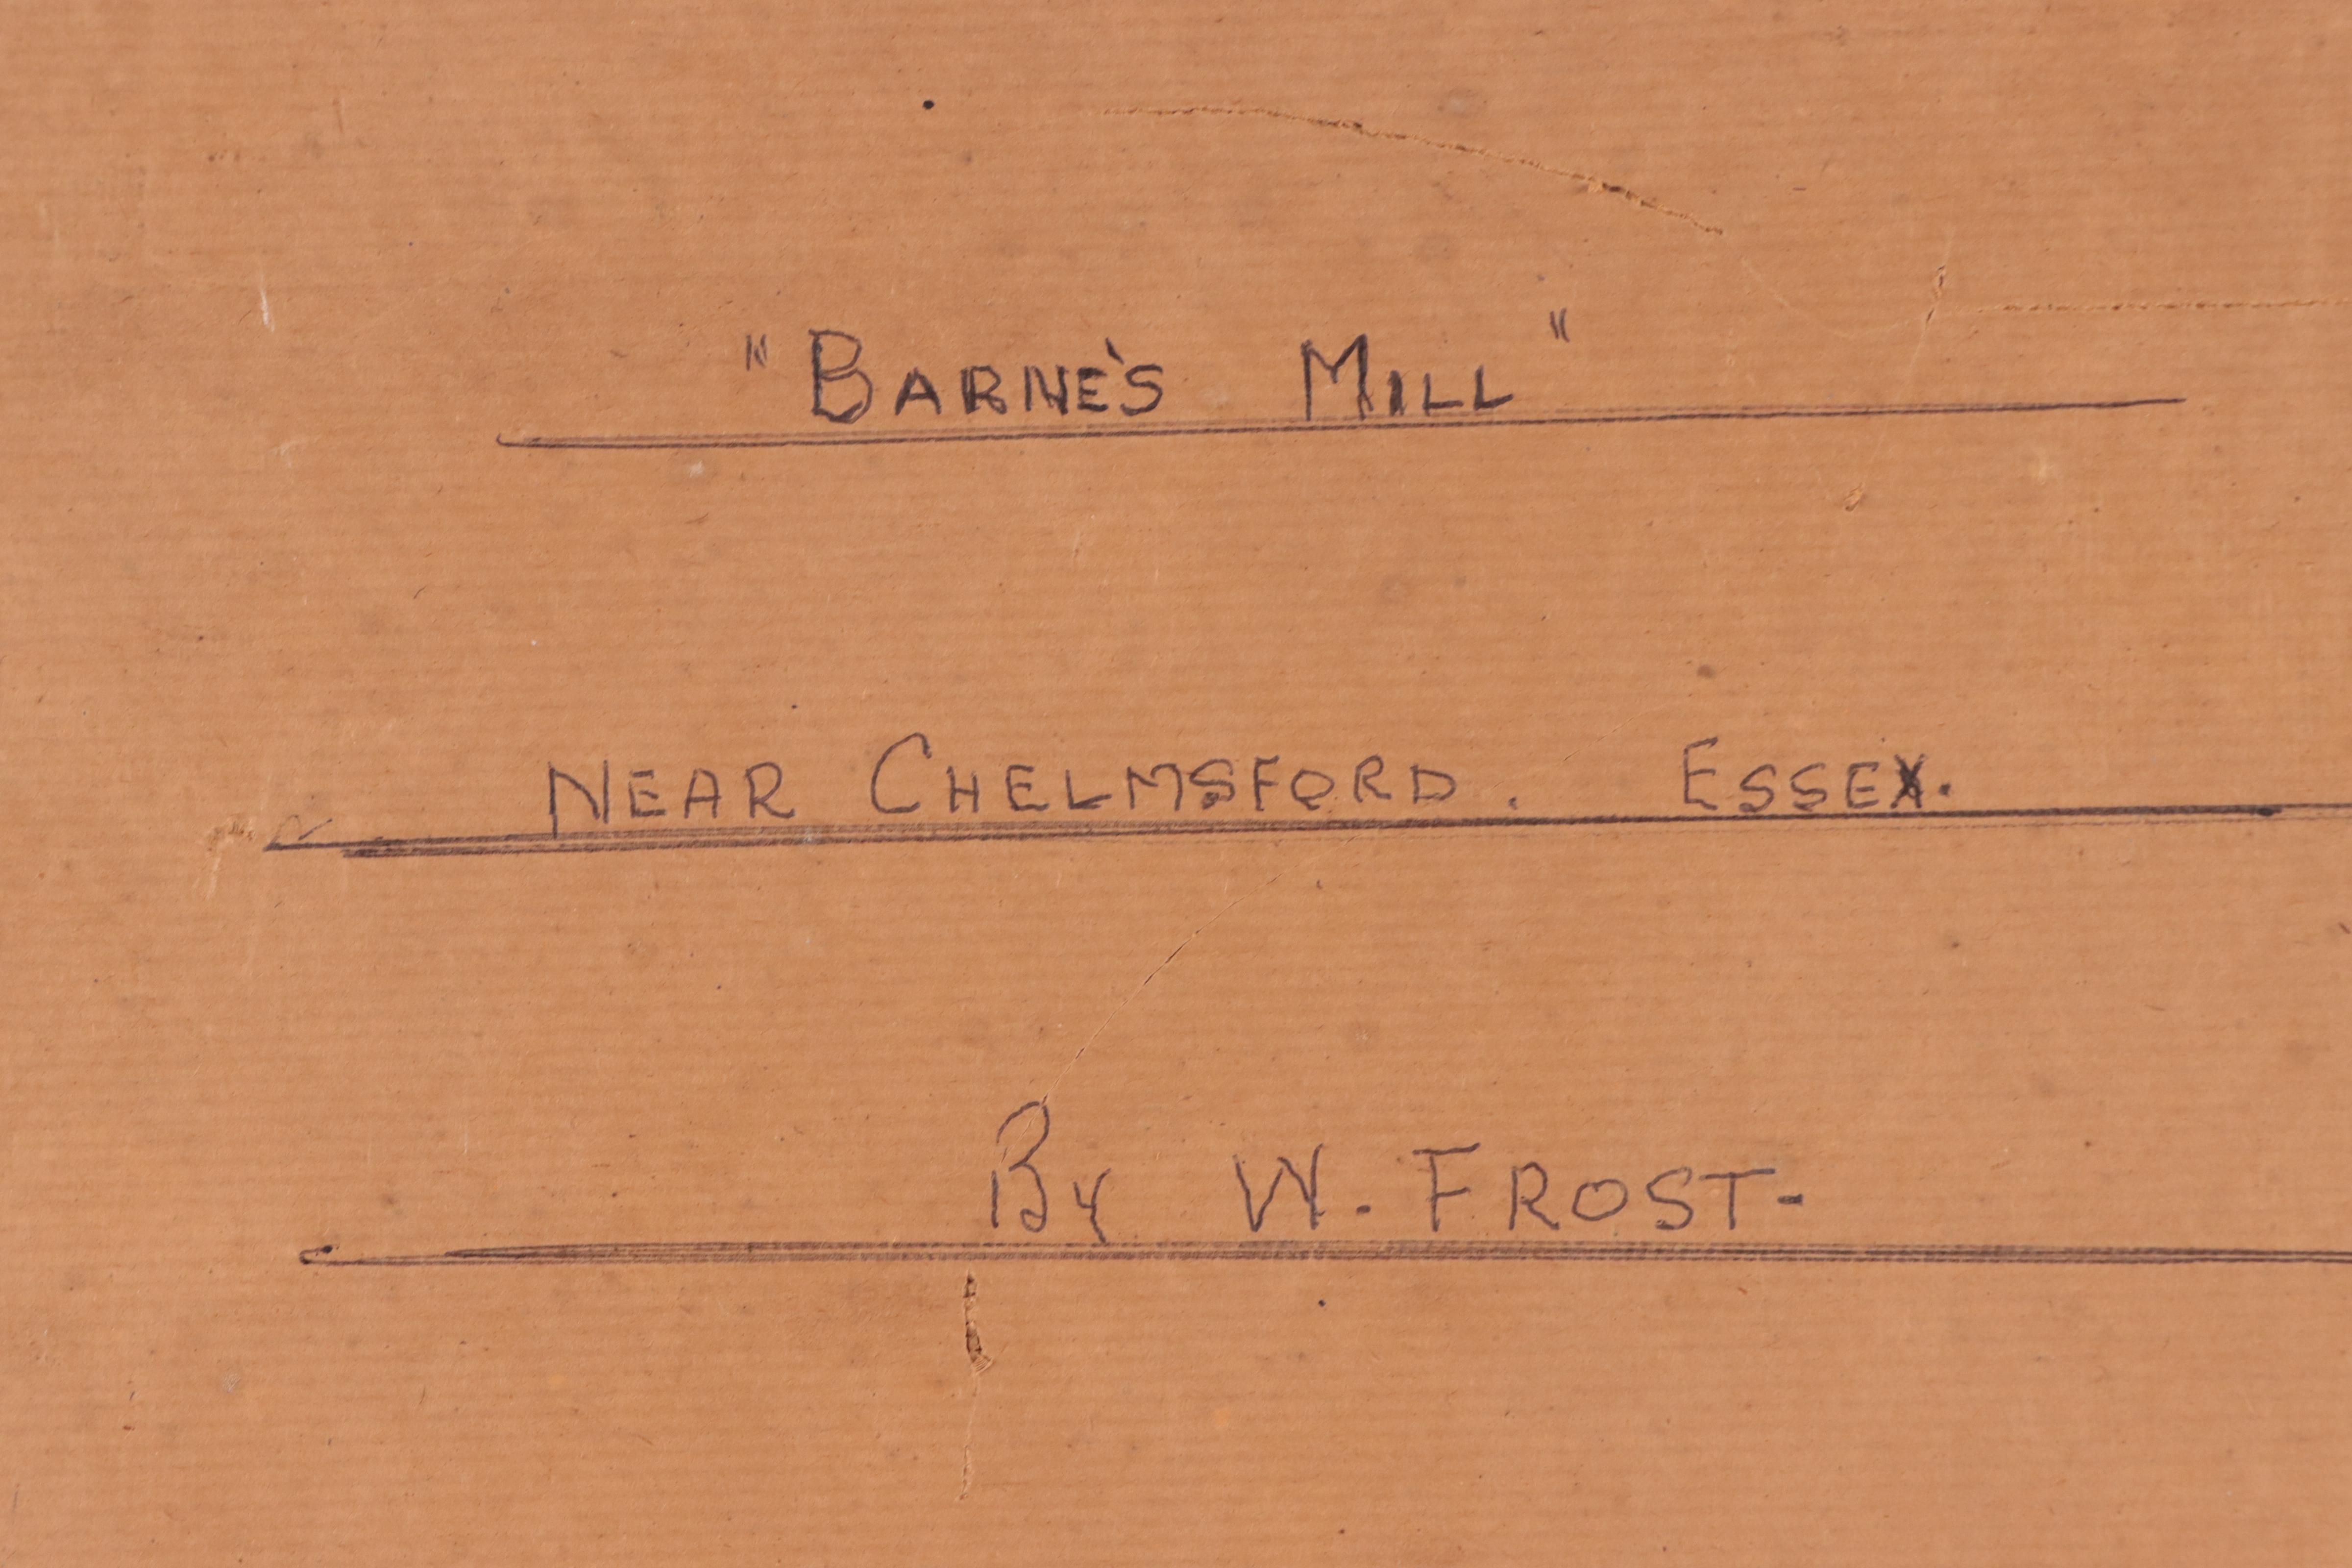 "BARNE'S MILL"
NEAR CHELMSFORD. ESSEX.
By W. FROST-